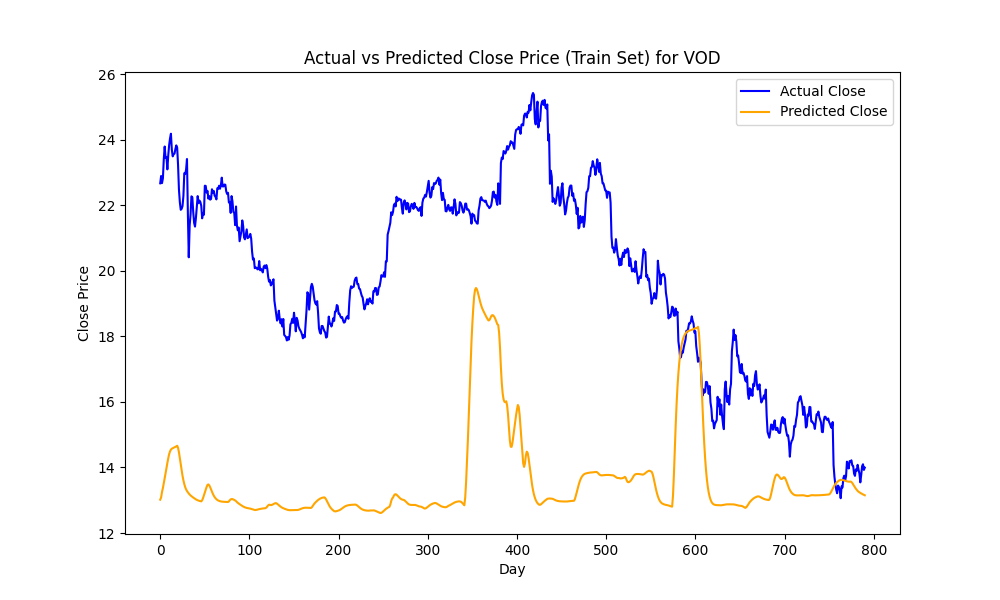 Actual vs Predicted Close Price (Train Set) for VOD
Actual Close
Predicted Close
Close Price
26
24
22
20
18
16
14
12
0 100 200 300 400 500 600 700 800
Day